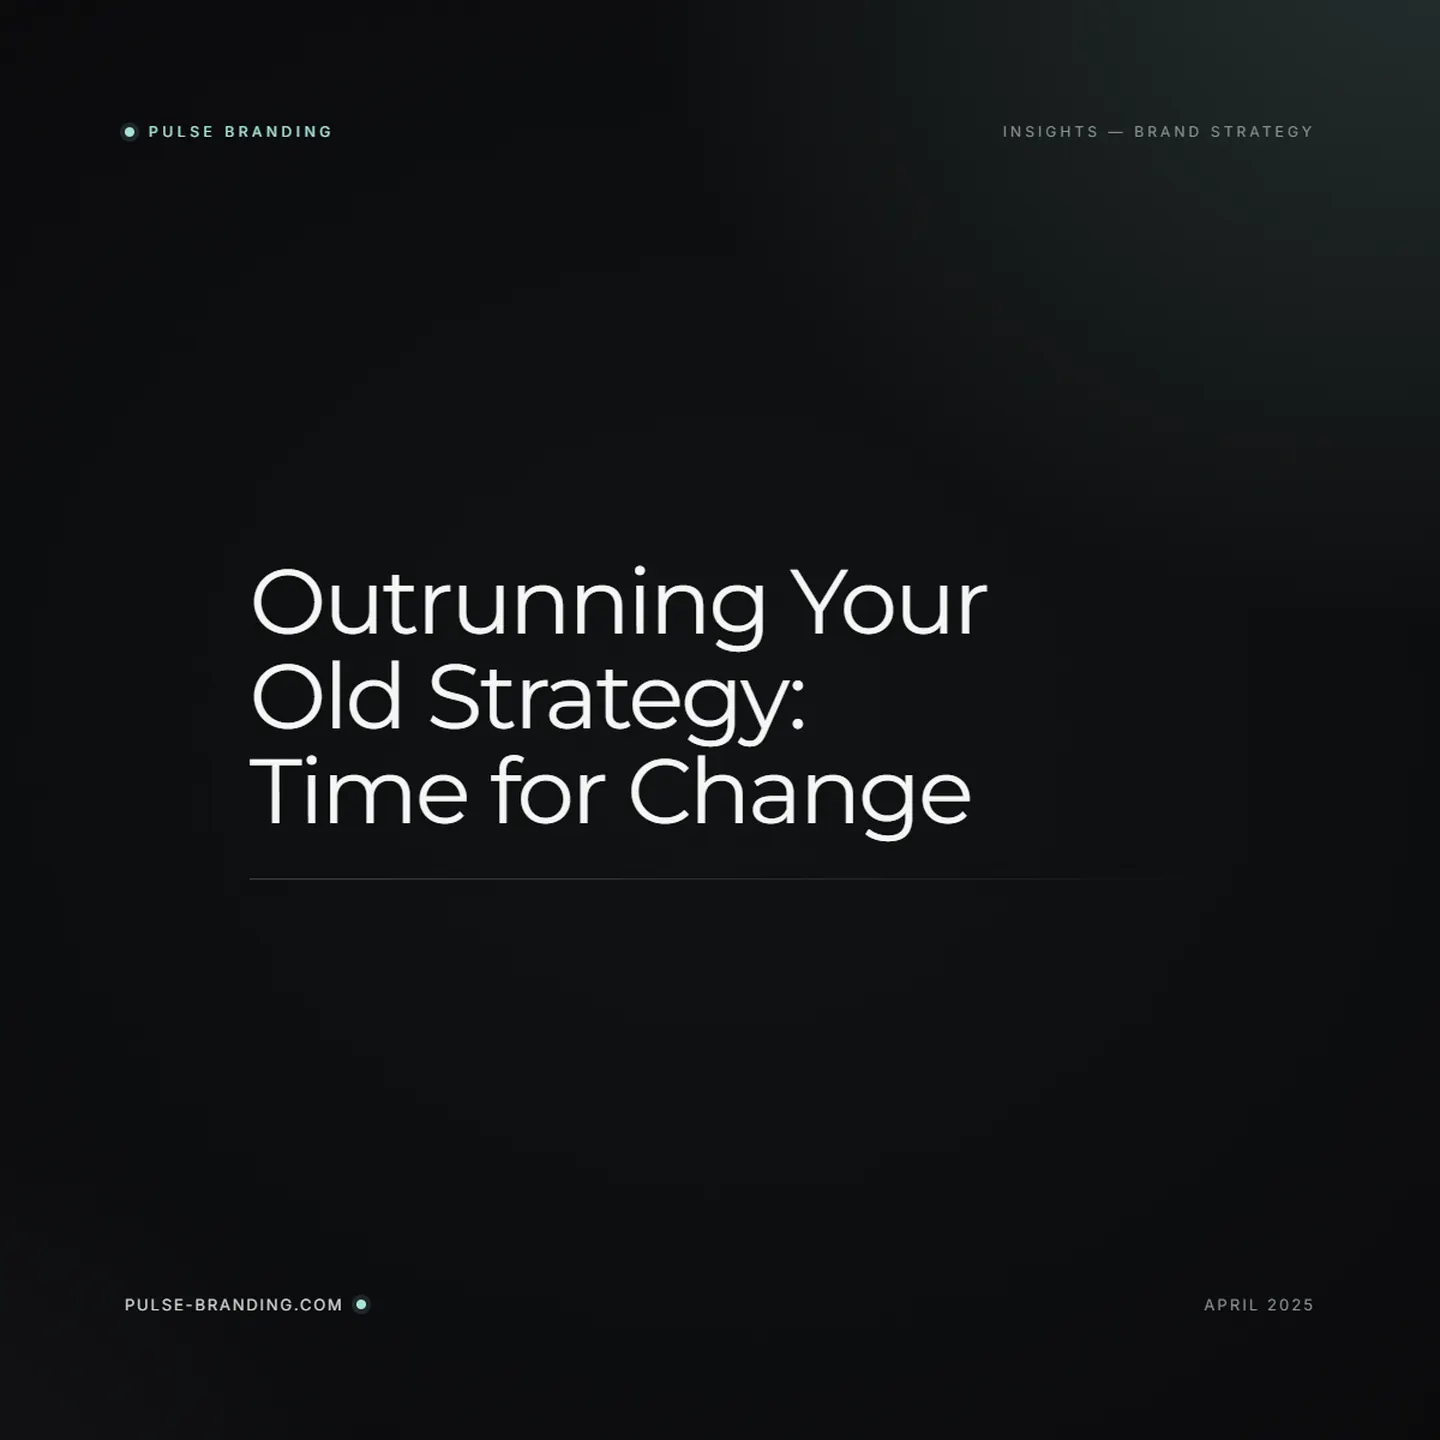 PULSE BRANDING
INSIGHTS — BRAND STRATEGY
Outrunning Your
Old Strategy:
Time for Change
PULSE-BRANDING.COM
APRIL 2025